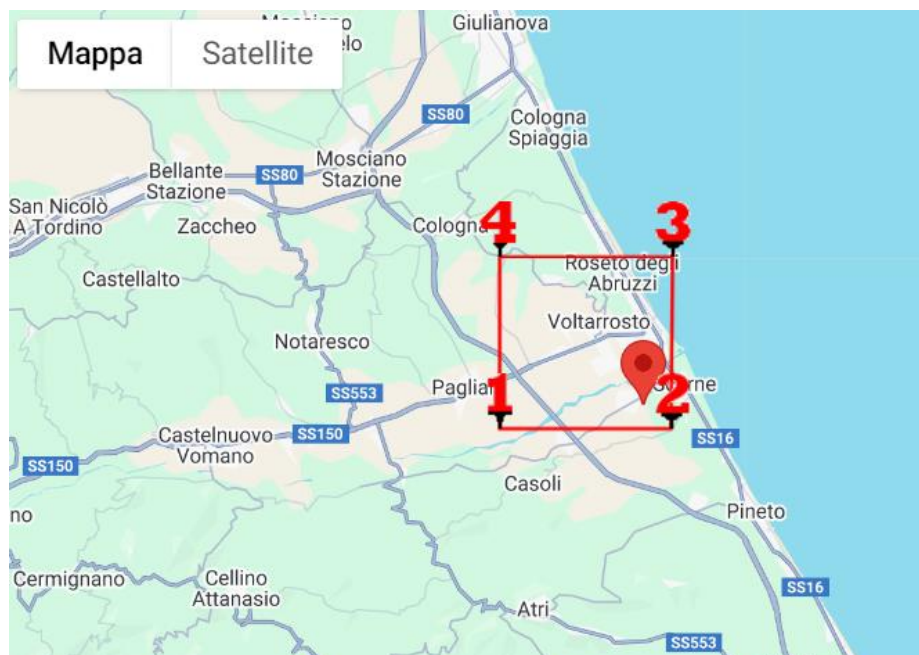 Giulianova
Mappa
Satellite
SS80
Cologna
Spiaggia
Mosciano
Stazione
Bellante
Stazione
SS80
San Nicolò
A Tordino
Zaccheo
Cologna
4
3
Roseto degli
Abruzzi
Castellalto
Voltarrosto
Notaresco
SS553
1
2
Castelnuovo
Vomano
SS150
SS150
SS16
Casoli
Pineto
Cermignano
Cellino
Attanasio
SS16
Atri
SS553